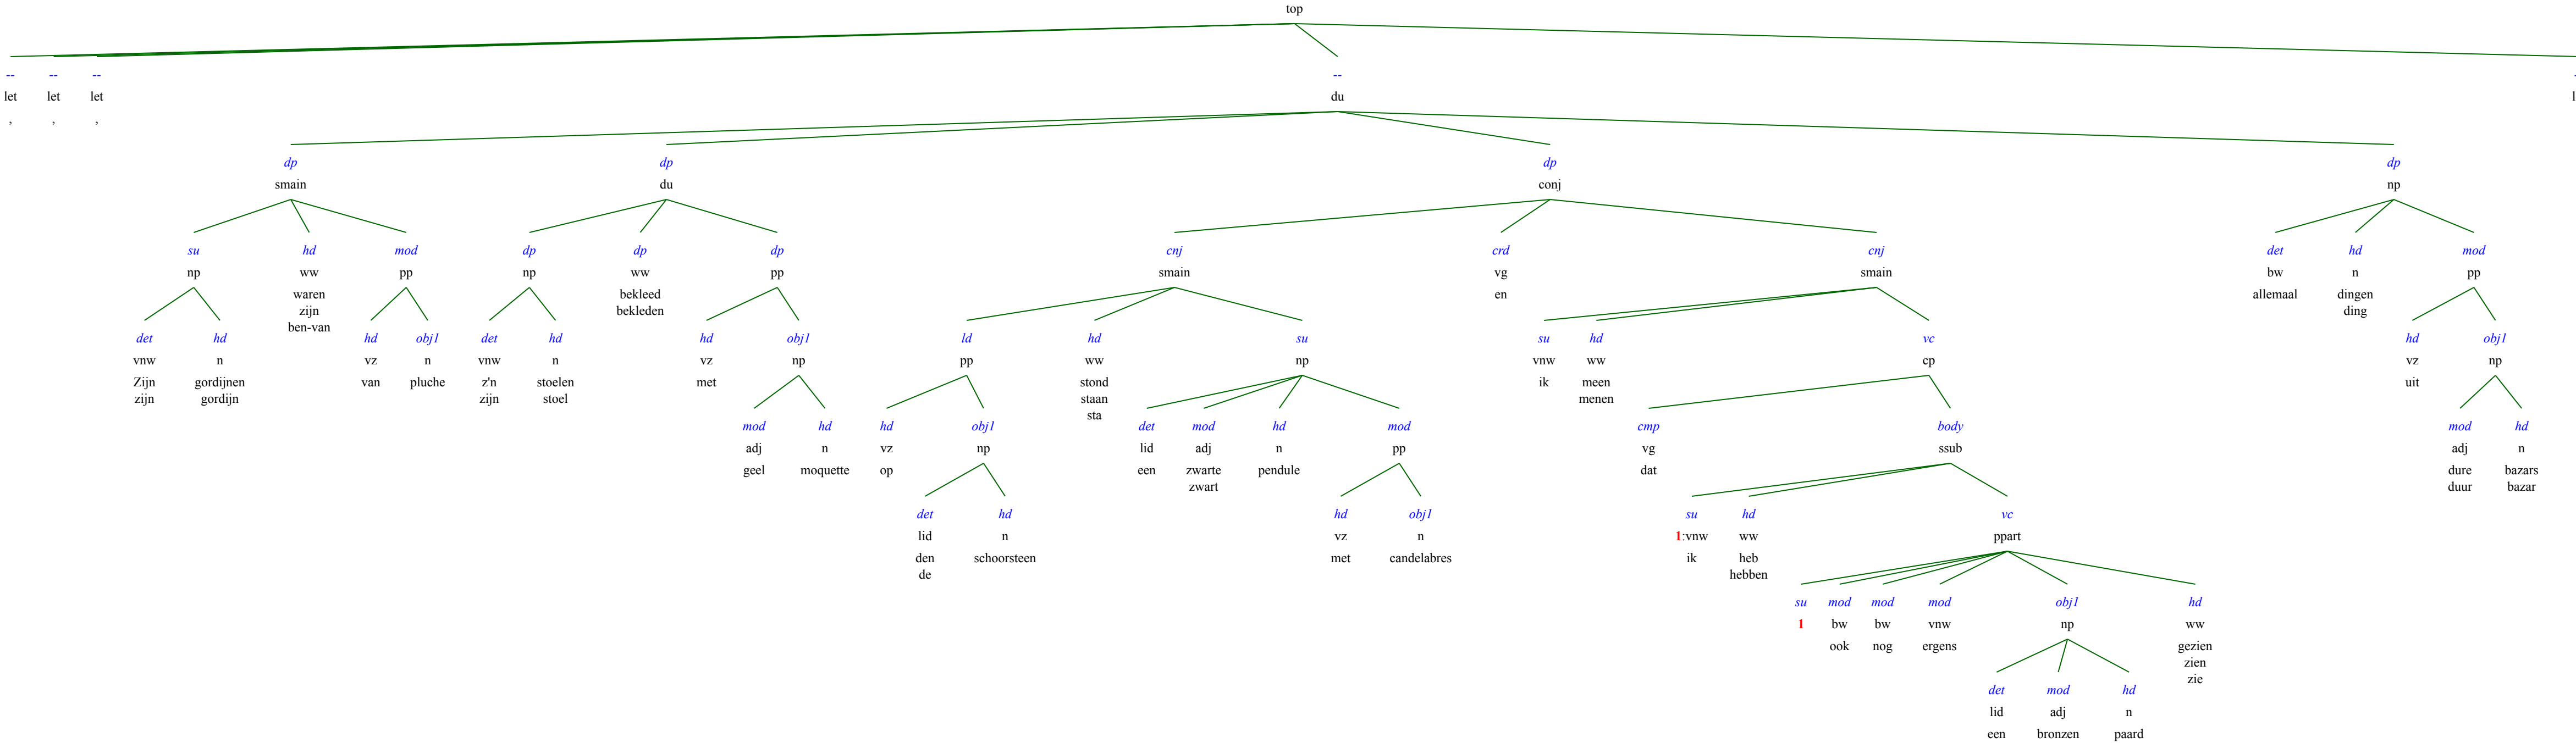 top
-- -- -- -- -
let let let du l
, , ,
dp dp dp dp
smain du conj np
su hd mod dp dp dp cnj crd cnj det hd mod
np ww pp np ww pp smain vg smain bw n pp
waren bekleed en allemaal dingen
zijn bekleden ding
ben-van
det hd hd obj1 det hd hd obj1 ld hd su su hd vc hd obj1
vnw n vz n vnw n vz np pp ww np vnw ww cp vz np
Zijn gordijnen van pluche z'n stoelen met stond ik meen uit
zijn gordijn zijn stoel staan menen
sta
mod hd hd obj1 det mod hd mod cmp body mod hd
adj n vz np lid adj n pp vg ssub adj n
geel moquette op een zwarte pendule dat dure bazars
zwart duur bazar
det hd hd obj1 su hd vc
lid n vz n 1:vnw ww ppart
den schoorsteen met candelabres ik heb
de hebben
su mod mod mod obj1 hd
1 bw bw vnw np ww
ook nog ergens gezien
zien
zie
det mod hd
lid adj n
een bronzen paard